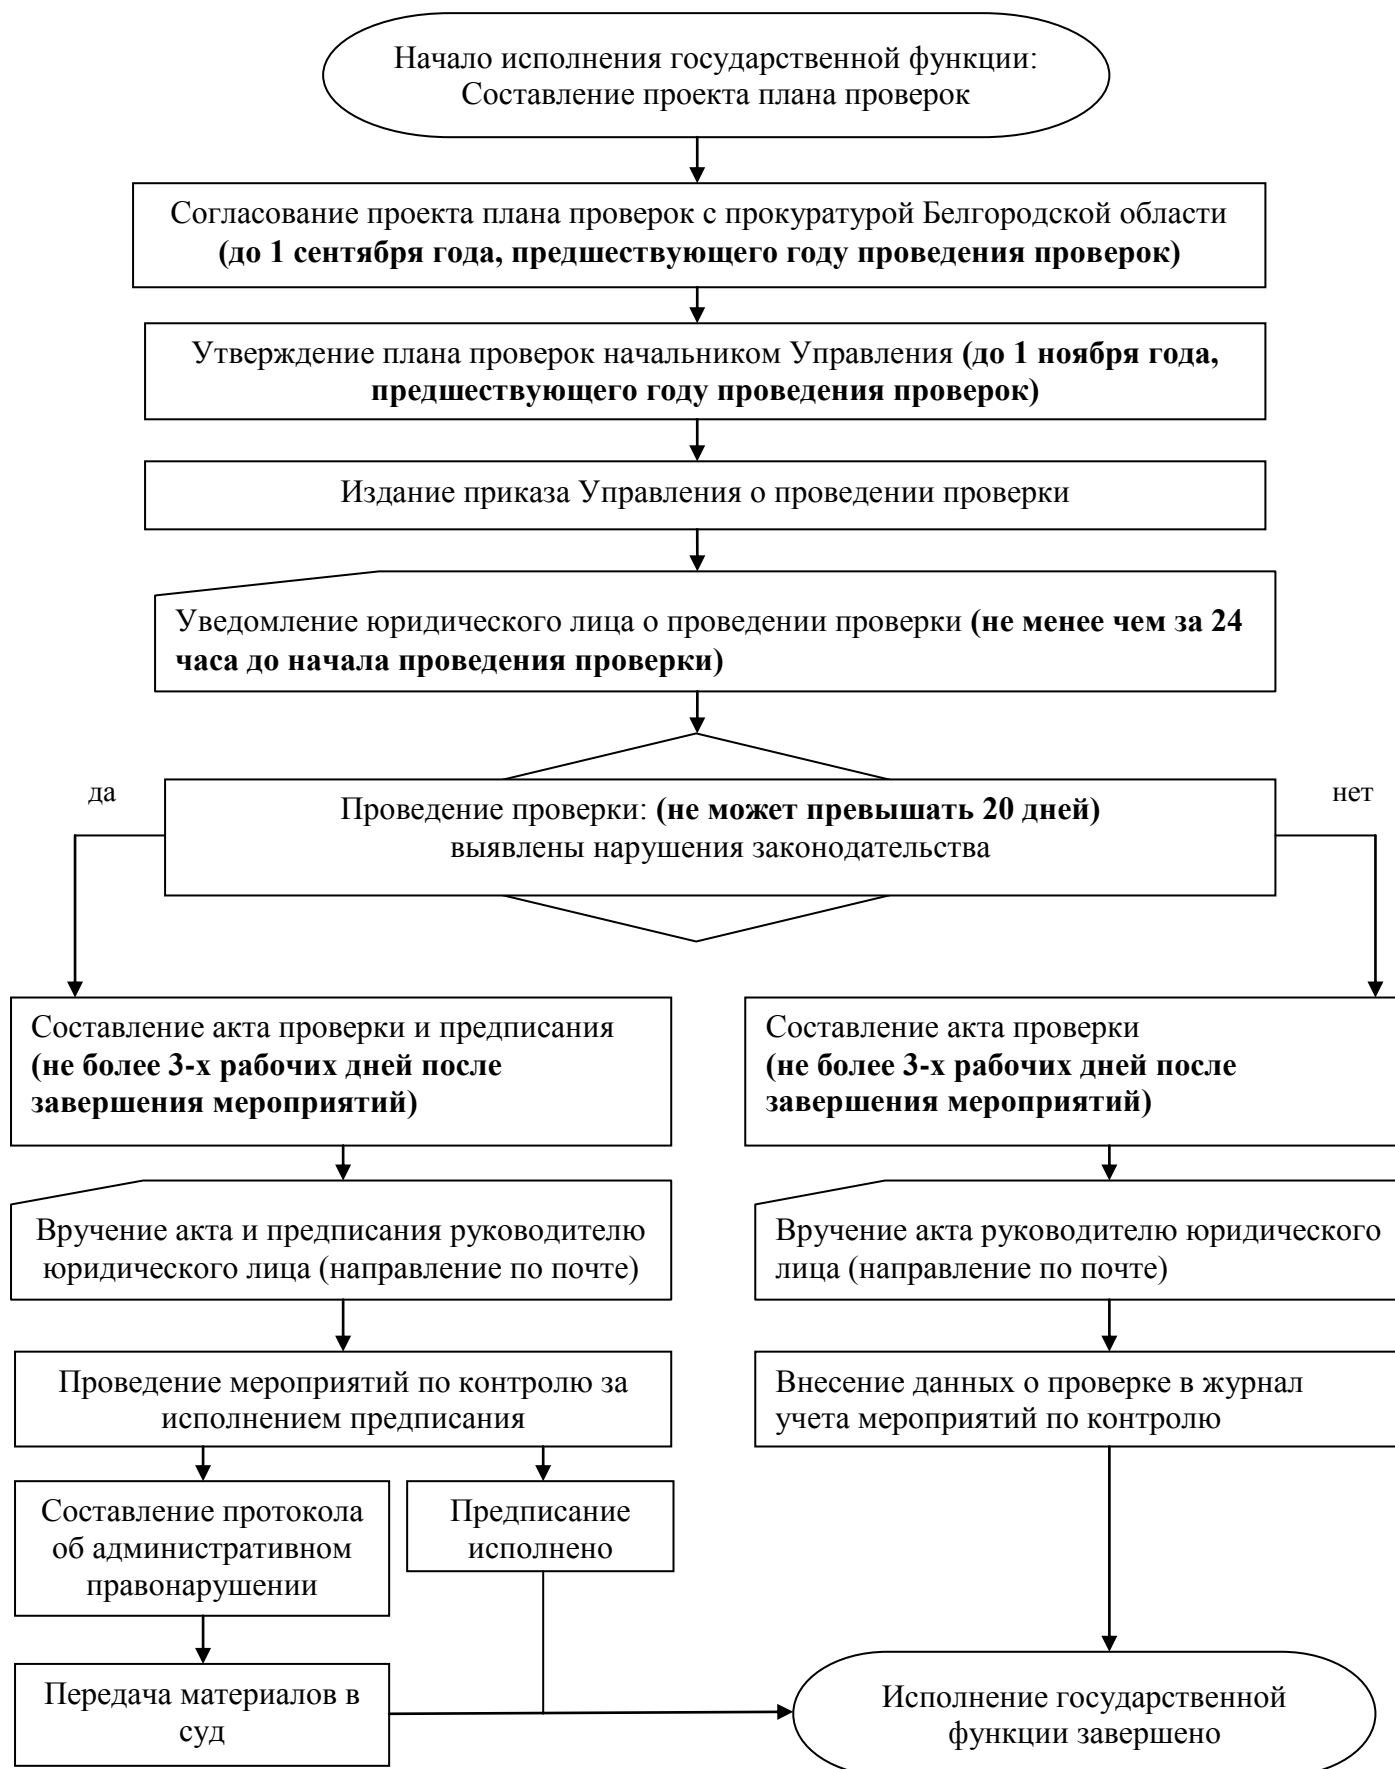 Начало исполнения государственной функции:
Составление проекта плана проверок
Согласование проекта плана проверок с прокуратурой Белгородской области
(до 1 сентября года, предшествующего году проведения проверок)
Утверждение плана проверок начальником Управления (до 1 ноября года,
предшествующего году проведения проверок)
Издание приказа Управления о проведении проверки
Уведомление юридического лица о проведении проверки (не менее чем за 24
часа до начала проведения проверки)
да
нет
Проведение проверки: (не может превышать 20 дней)
выявлены нарушения законодательства
Составление акта проверки и предписания
(не более 3-х рабочих дней после
завершения мероприятий)
Составление акта проверки
(не более 3-х рабочих дней после
завершения мероприятий)
Вручение акта и предписания руководителю
юридического лица (направление по почте)
Вручение акта руководителю юридического
лица (направление по почте)
Проведение мероприятий по контролю за
исполнением предписания
Внесение данных о проверке в журнал
учета мероприятий по контролю
Составление протокола
об административном
правонарушении
Предписание
исполнено
Передача материалов в
суд
Исполнение государственной
функции завершено